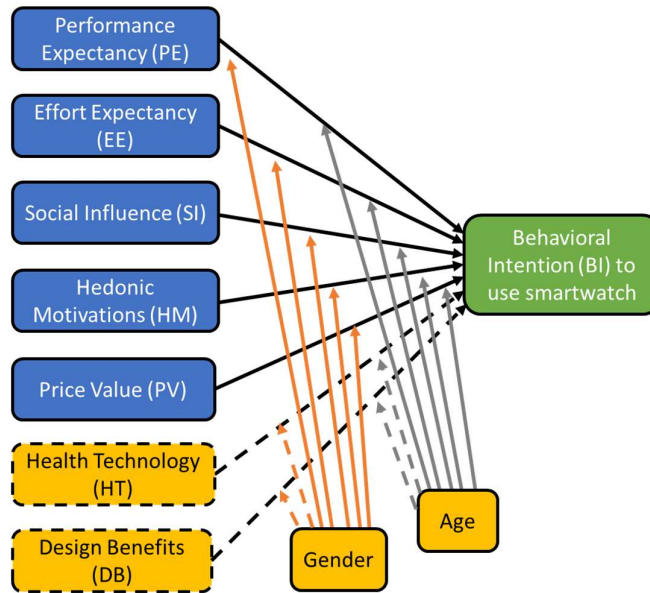 Performance
Expectancy (PE)
Effort Expectancy
(EE)
Social Influence (SI)
Hedonic
Motivations (HM)
Price Value (PV)
Health Technology
(HT)
Design Benefits
(DB)
Gender
Age
Behavioral
Intention (BI) to
use smartwatch